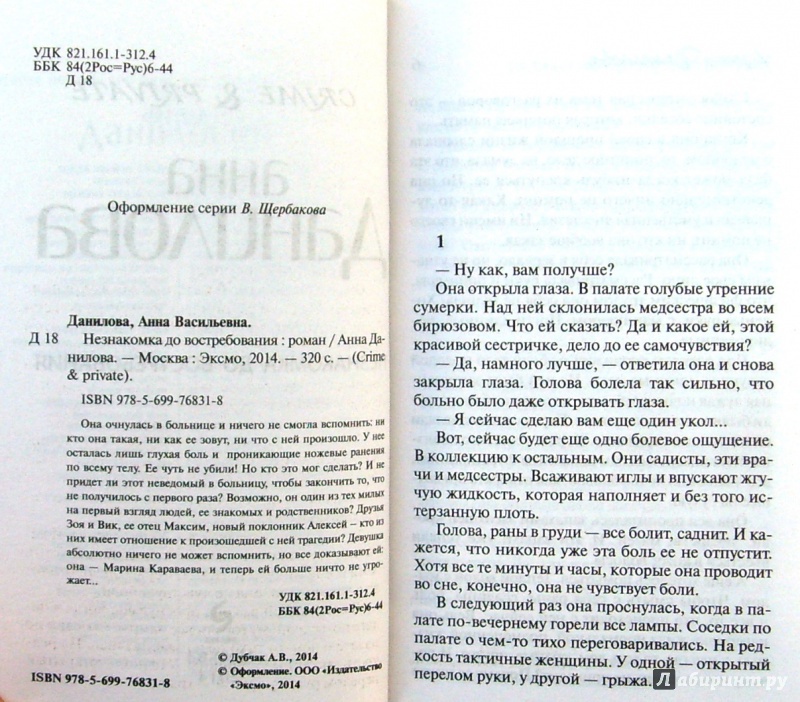 УДК 821.161.1-312.4
ББК 84(2Рос=Рус)6-44
Д 18
Оформление серии В. Щербакова
Данилова, Анна Васильевна.
Д 18 Незнакомка до востребования : роман / Анна Да-
нилова. — Москва : Эксмо, 2014. — 320 с. — (Crime
& private).
ISBN 978-5-699-76831-8
Она очнулась в больнице и ничего не смогла вспомнить: ни
кто она такая, ни как ее зовут, ни что с ней произошло. У нее
осталась лишь глухая боль и проникающие ножевые ранения
по всему телу. Ее чуть не убили! Но кто это мог сделать? И не
придет ли этот неведомый в больницу, чтобы закончить то, что
не получилось с первого раза? Возможно, он один из тех милых
на первый взгляд людей, ее знакомых и родственников? Друзья
Зоя и Вик, ее отец Максим, новый поклонник Алексей – кто из
них имеет отношение к произошедшей с ней трагедии? Девушка
абсолютно ничего не может вспомнить, но все доказывают ей:
она – Марина Караваева, и теперь ей больше ничто не уг-
рожает...
УДК 821.161.1-312.4
ББК 84(2Рос=Рус)6-44
© Дубчак А.В., 2014
© Оформление. ООО «Издательство
«Эксмо», 2014
ISBN 978-5-699-76831-8
1
— Ну как, вам получше?
Она открыла глаза. В палате голубые утренние
сумерки. Над ней склонилась медсестра во всем
бирюзовом. Что ей сказать? Да и какое ей, этой
красивой сестричке, дело до ее самочувствия?
— Да, намного лучше, — ответила она и снова
закрыла глаза. Голова болела так сильно, что
больно было даже открывать глаза.
— Я сейчас сделаю вам еще один укол...
Вот, сейчас будет еще одно болевое ощущение.
В коллекцию к остальным. Они садисты, эти вра-
чи и медсестры. Всаживают иглы и впускают жгу-
чую жидкость, которая наполняет и без того ис-
терзанную плоть.
Голова, раны в груди — все болит, саднит. И ка-
жется, что никогда уже эта боль ее не отпустит.
Хотя все те минуты и часы, которые она проводит
во сне, конечно, она не чувствует боли.
В следующий раз она проснулась, когда в па-
лате по-вечернему горели все лампы. Соседки по
палате о чем-то тихо переговаривались. На ред-
кость тактичные женщины. У одной — открытый
перелом руки, у другой — грыжа.
Лабиринт.ру
CRIME & PRIVATE
анна
Данилова